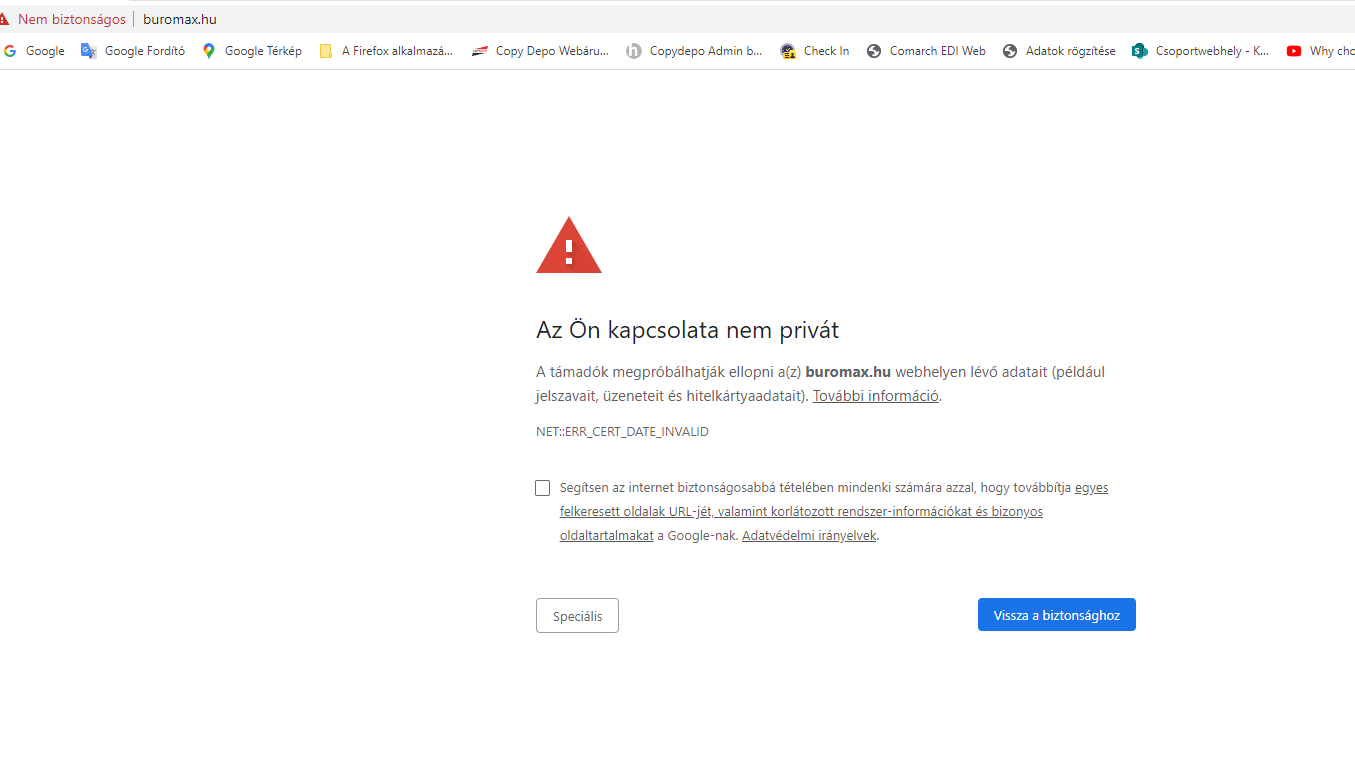 Nem biztonságos | buromax.hu
Google Google Fordító Google Térkép A Firefox alkalmazá... Copy Depo Webáru... Copydepo Admin b... Check In Comarch EDI Web Adatok rögzítése Csoportwebhely - K... Why cho
Az Ön kapcsolata nem privát
A támadók megpróbálhatják ellopni a(z) buromax.hu webhelyen lévő adatait (például
jelszavait, üzeneteit és hitelkártyaadatait). További információ.
NET::ERR_CERT_DATE_INVALID
Segítsen az internet biztonságosabbá tételében mindenki számára azzal, hogy továbbítja egyes
felkeresett oldalak URL-jét, valamint korlátozott rendszer-információkat és bizonyos
oldaltartalmakat a Google-nak. Adatvédelmi irányelvek.
Speciális
Vissza a biztonsághoz